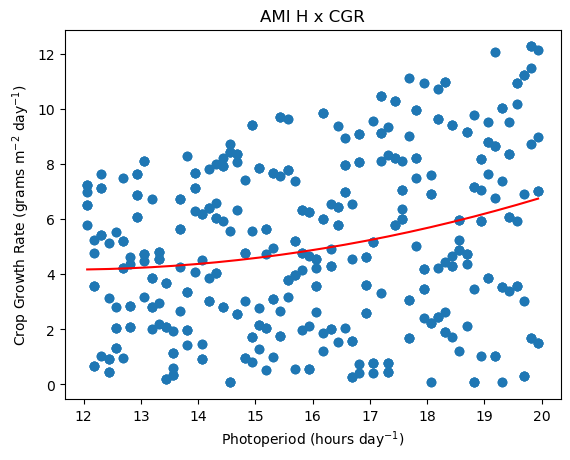 AMI H x CGR
Crop Growth Rate (grams m⁻² day⁻¹)
12
10
8
6
4
2
0
12 13 14 15 16 17 18 19 20
Photoperiod (hours day⁻¹)